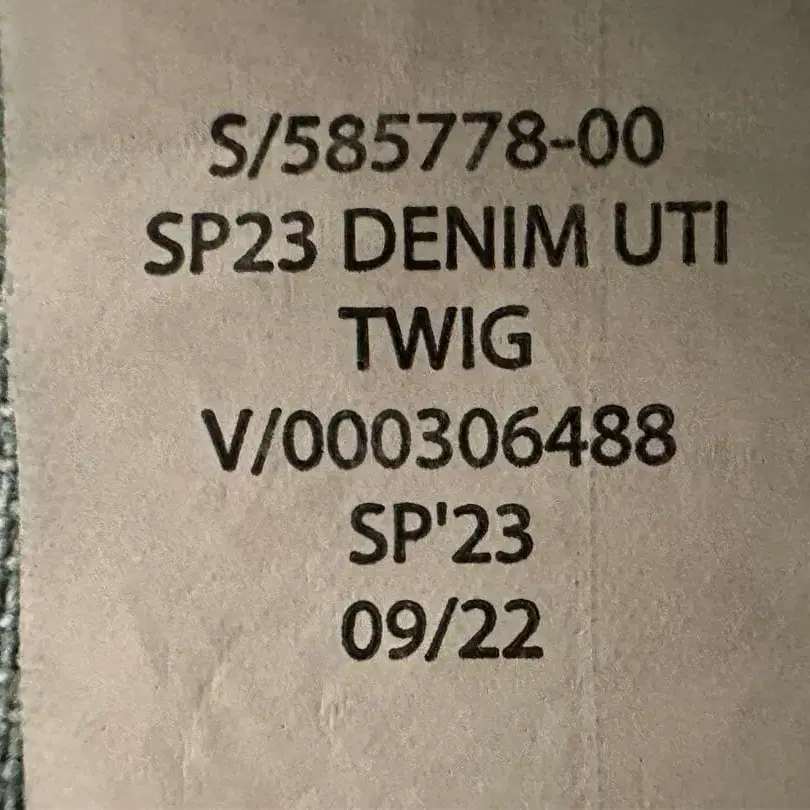 S/585778-00
SP23 DENIM UTI
TWIG
V/000306488
SP'23
09/22